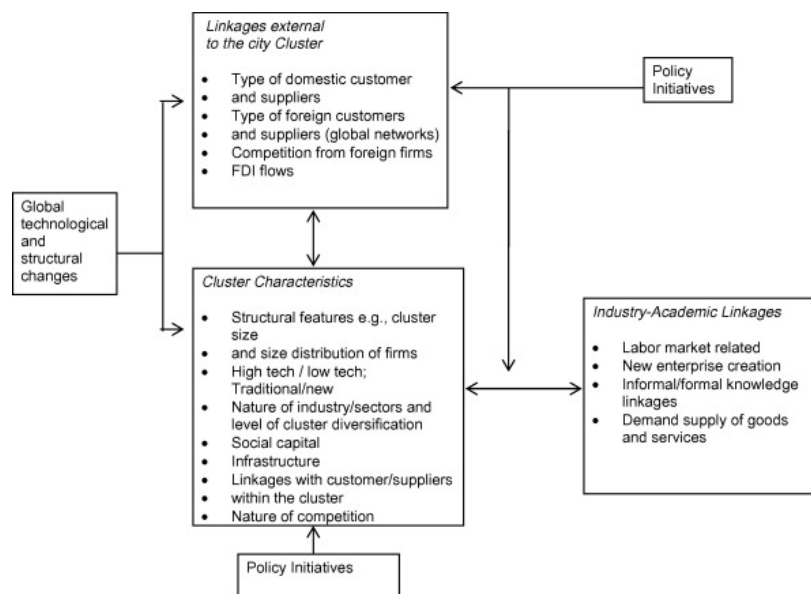 Linkages external
to the city Cluster
• Type of domestic customer
• and suppliers
• Type of foreign customers
• and suppliers (global networks)
• Competition from foreign firms
• FDI flows
Policy
Initiatives
Global
technological
and
structural
changes
Cluster Characteristics
• Structural features e.g., cluster
size
• and size distribution of firms
• High tech / low tech;
Traditional/new
• Nature of industry/sectors and
level of cluster diversification
• Social capital
• Infrastructure
• Linkages with customer/suppliers
• within the cluster
• Nature of competition
Industry-Academic Linkages
• Labor market related
• New enterprise creation
• Informal/formal knowledge
linkages
• Demand supply of goods
and services
Policy Initiatives